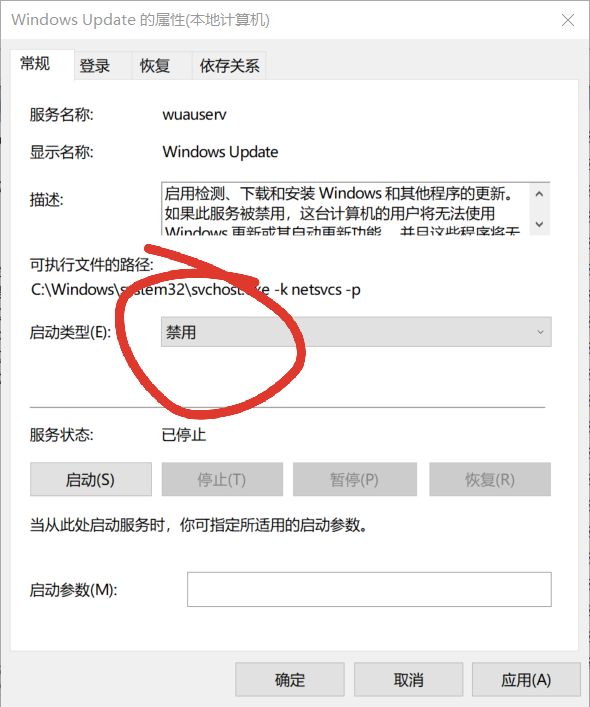 Windows Update 的属性(本地计算机)
常规 登录 恢复 依存关系
服务名称: wuauserv
显示名称: Windows Update
描述: 启用检测、下载和安装 Windows 和其他程序的更新。
如果此服务被禁用，这台计算机的用户将无法使用
Windows 更新或其自动更新功能，并且这些程序将无
可执行文件的路径:
C:\Windows\system32\svchost.exe -k netsvcs -p
启动类型(E): 禁用
服务状态: 已停止
启动(S) 停止(T) 暂停(P) 恢复(R)
当从此处启动服务时，你可指定所适用的启动参数。
启动参数(M):
确定 取消 应用(A)